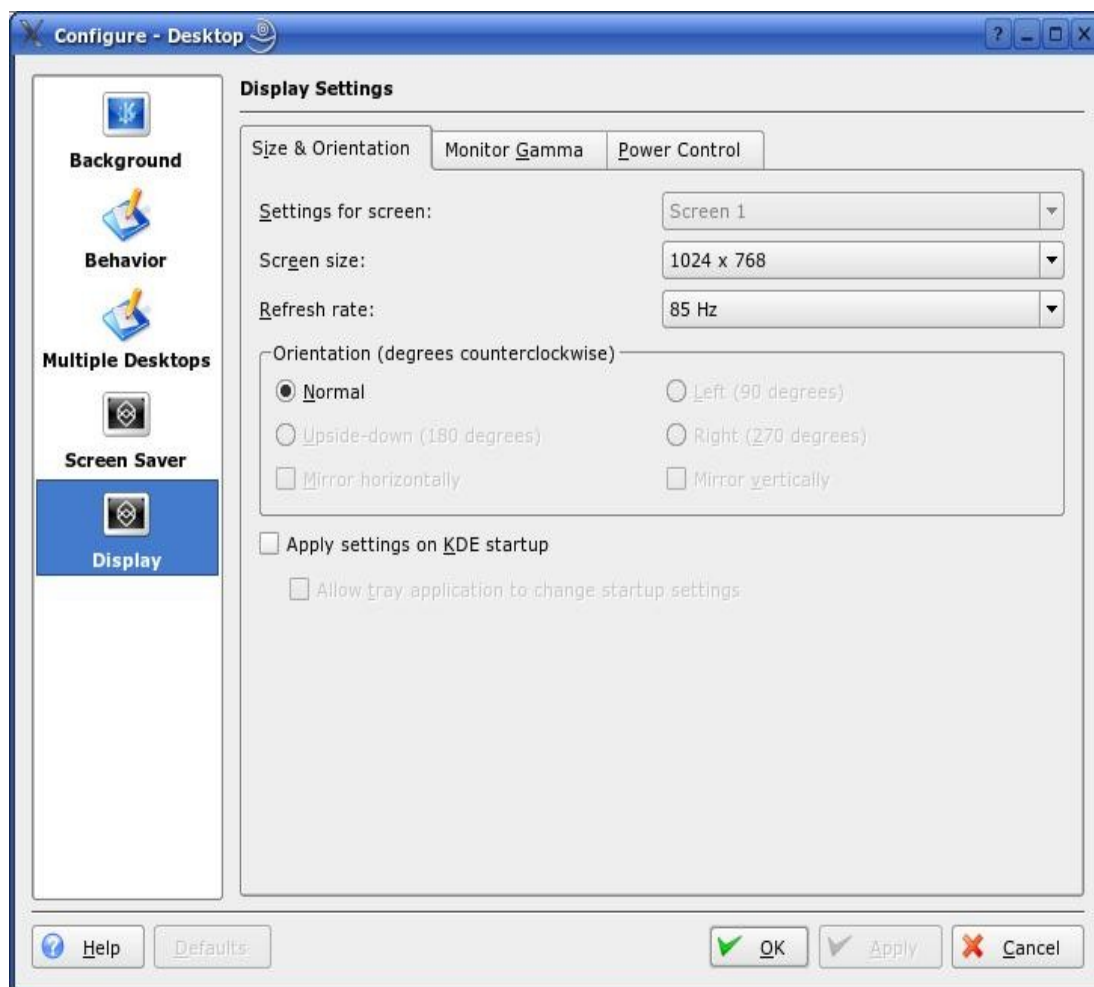 Configure - Desktop
Background
Behavior
Multiple Desktops
Screen Saver
Display
Display Settings
Size & Orientation
Monitor Gamma
Power Control
Settings for screen:
Screen 1
Screen size:
1024 x 768
Refresh rate:
85 Hz
Orientation (degrees counterclockwise)
Normal
Left (90 degrees)
Upside-down (180 degrees)
Right (270 degrees)
Mirror horizontally
Mirror vertically
Apply settings on KDE startup
Allow tray application to change startup settings
Help
Defaults
OK
Apply
Cancel